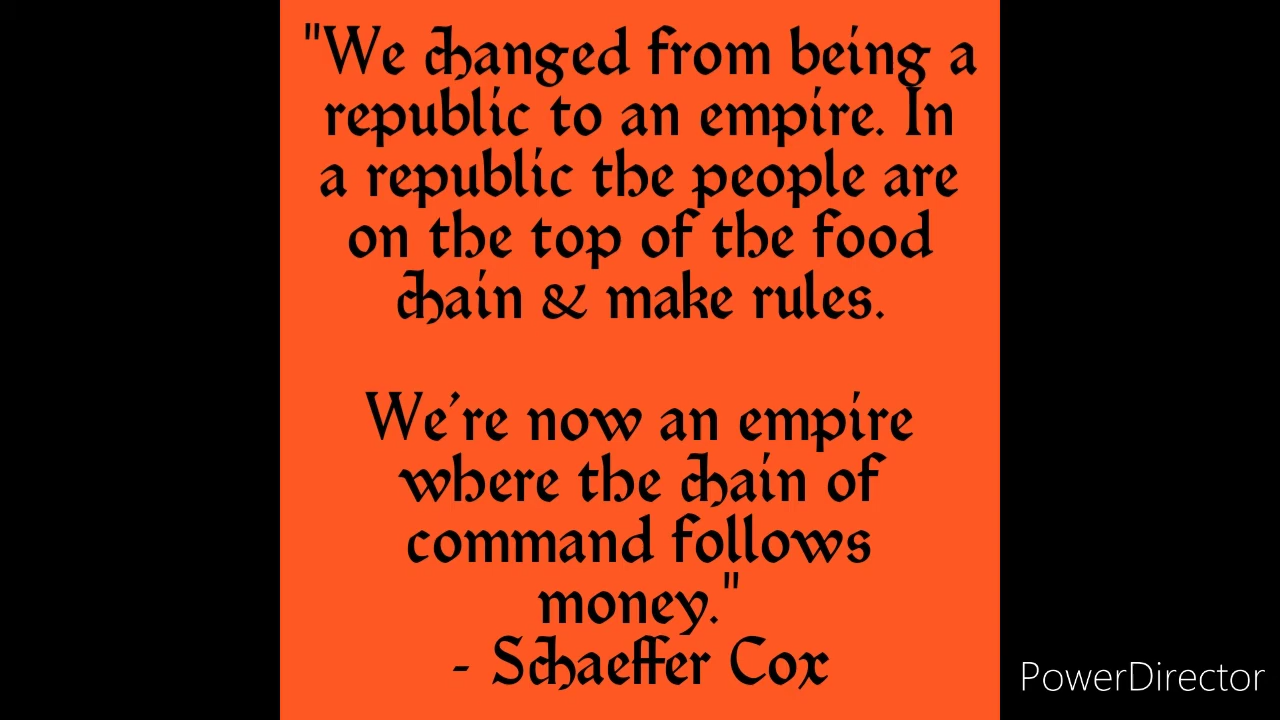 "We changed from being a
republic to an empire. In
a republic the people are
on the top of the food
chain & make rules.
We're now an empire
where the chain of
command follows
money."
- Schaeffer Cox
PowerDirector